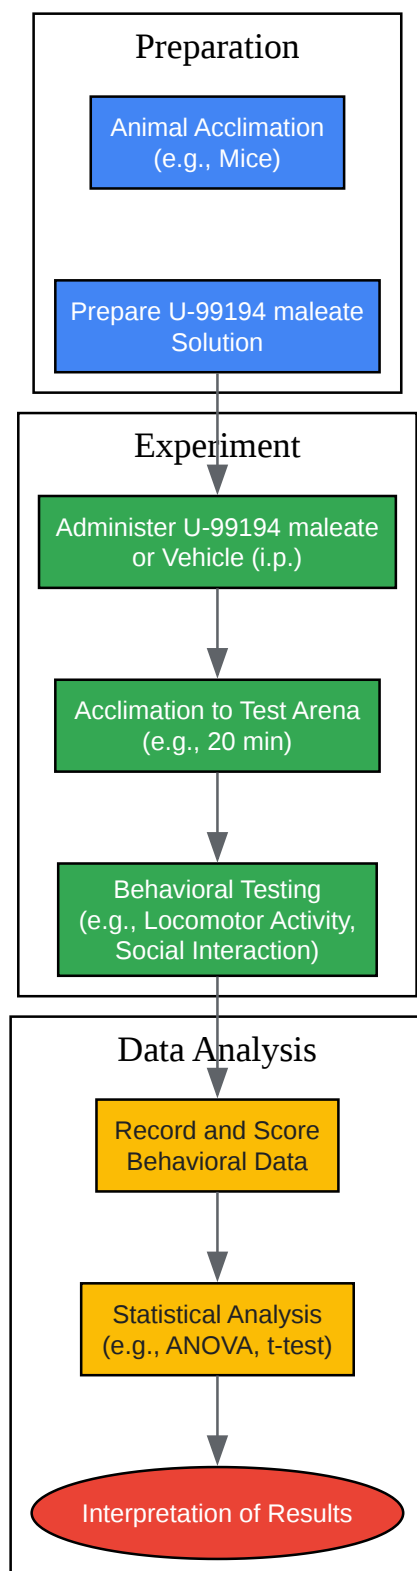 Preparation
Animal Acclimation
(e.g., Mice)
Prepare U-99194 maleate
Solution
Experiment
Administer U-99194 maleate
or Vehicle (i.p.)
Acclimation to Test Arena
(e.g., 20 min)
Behavioral Testing
(e.g., Locomotor Activity,
Social Interaction)
Data Analysis
Record and Score
Behavioral Data
Statistical Analysis
(e.g., ANOVA, t-test)
Interpretation of Results